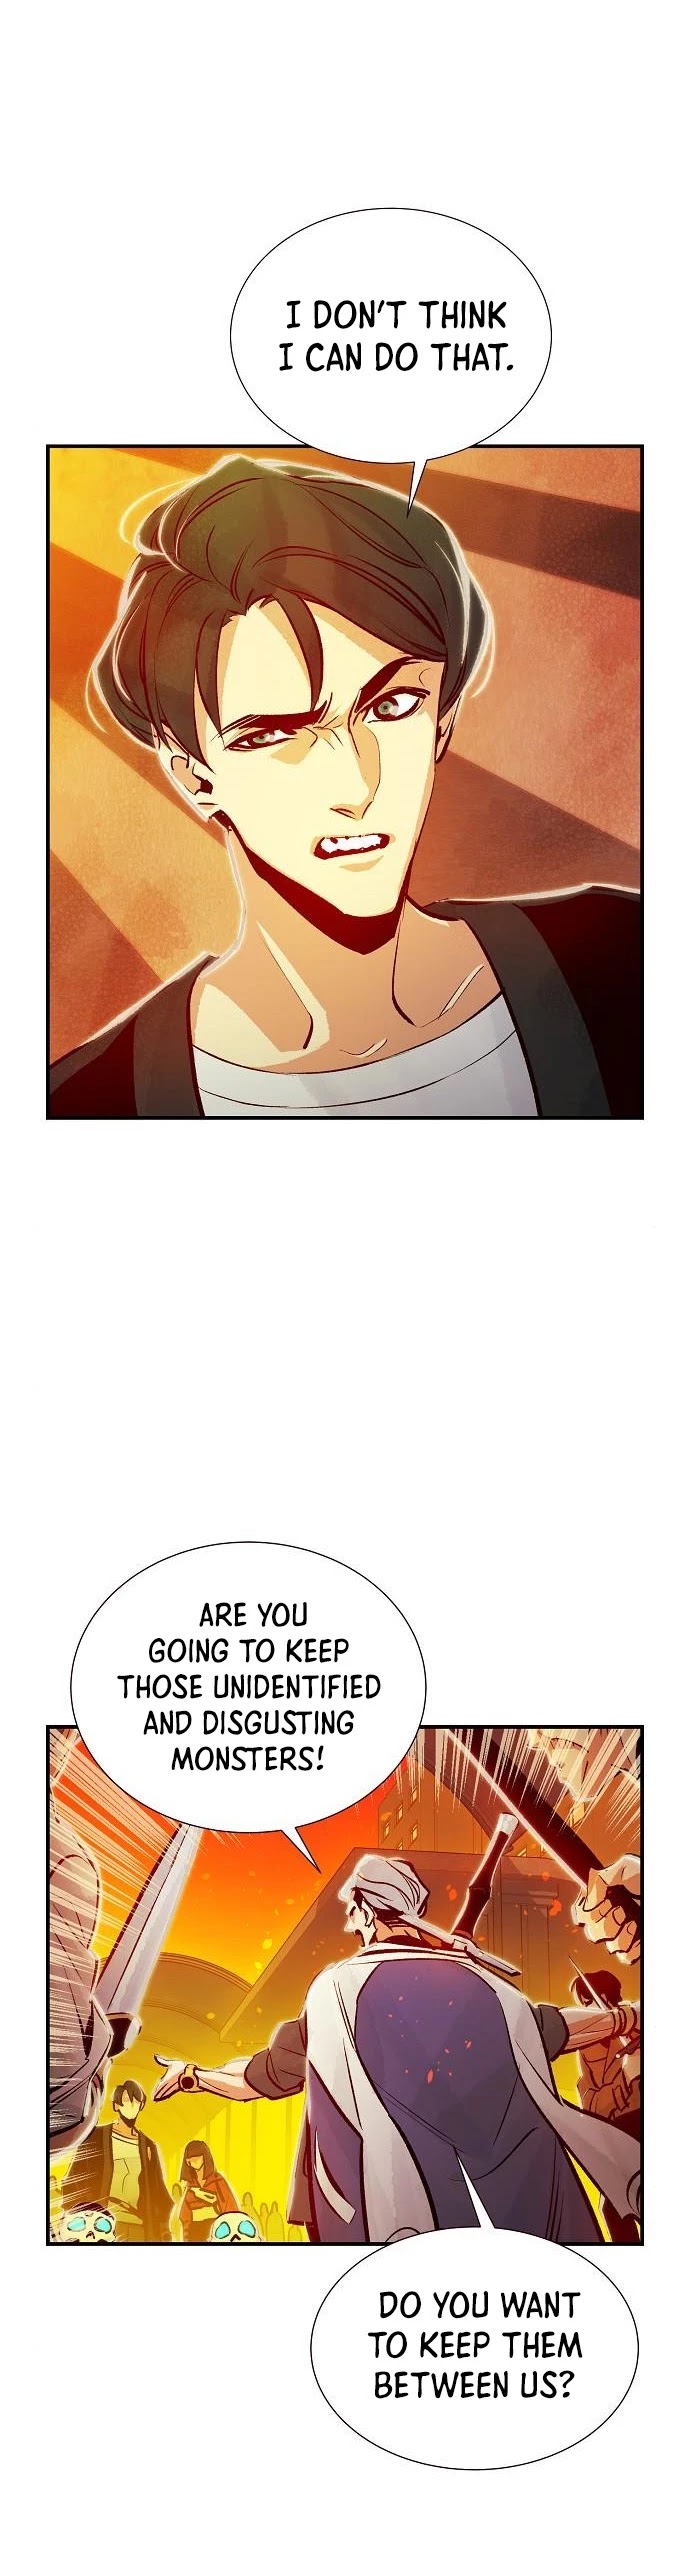 I DON'T THINK
I CAN DO THAT.
ARE YOU
GOING TO KEEP
THOSE UNIDENTIFIED
AND DISGUSTING
MONSTERS!
DO YOU WANT
TO KEEP THEM
BETWEEN US?